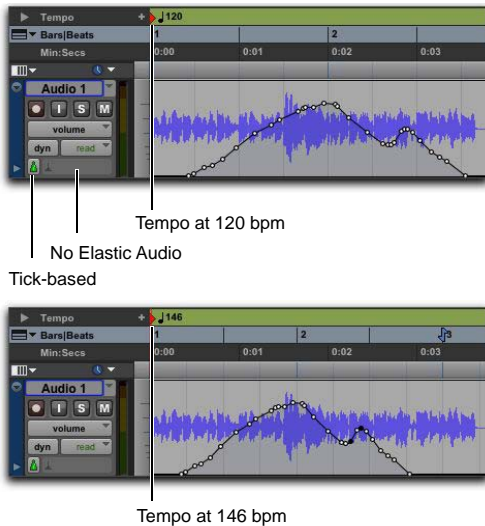 Tempo + 120
Bars|Beats 1 2
Min:Secs 0:00 0:01 0:02 0:03
Audio 1
I S M
volume
dyn read
Tempo at 120 bpm
No Elastic Audio
Tick-based
Tempo + 146
Bars|Beats 1 2 3
Min:Secs 0:00 0:01 0:02 0:03
Audio 1
I S M
volume
dyn read
Tempo at 146 bpm